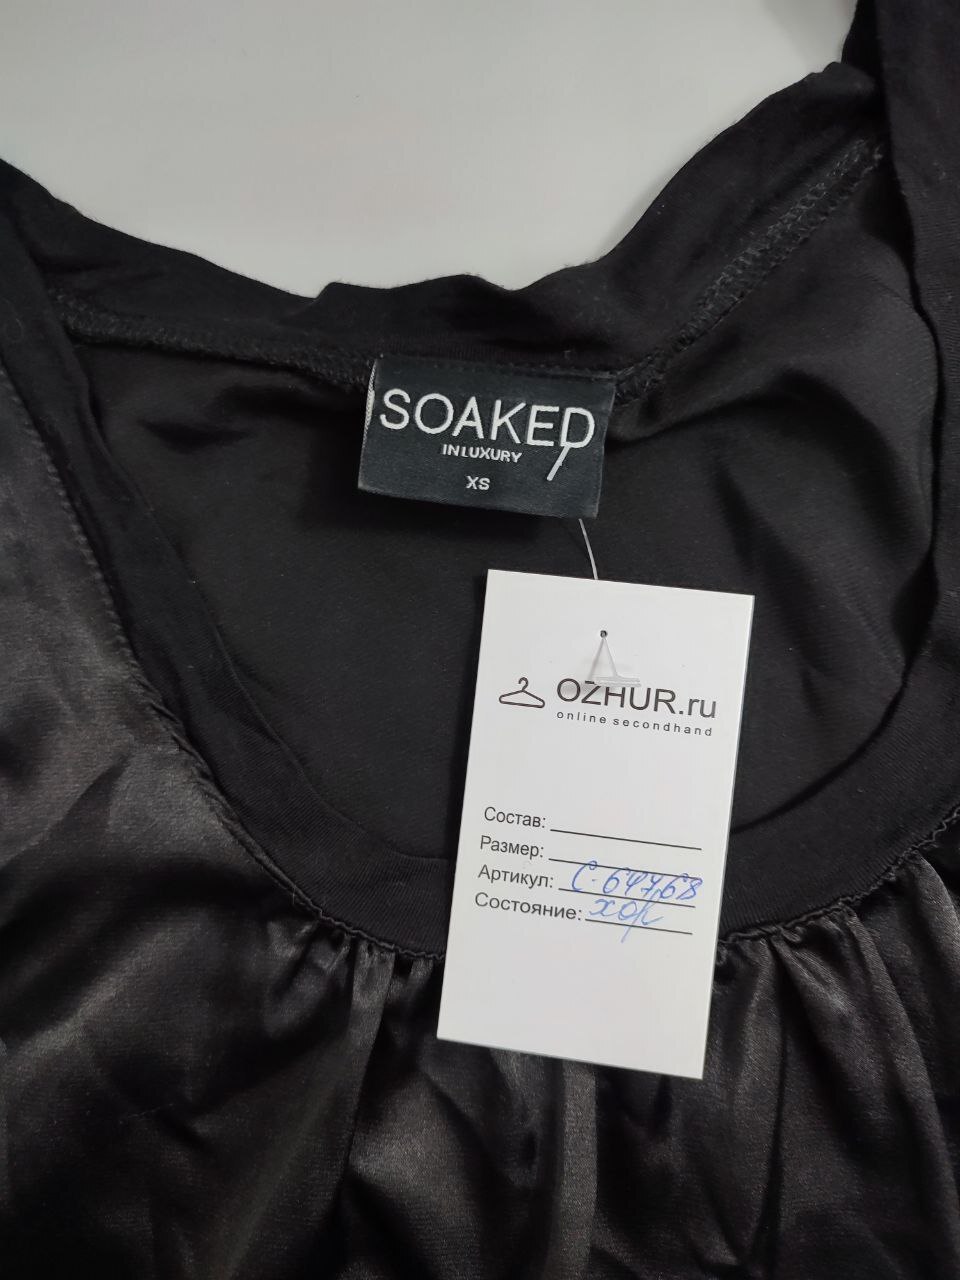 SOAKED
IN LUXURY
XS
OZHUR.ru
online secondhand
Состав:
Размер:
Артикул: С-64768
Состояние: хор